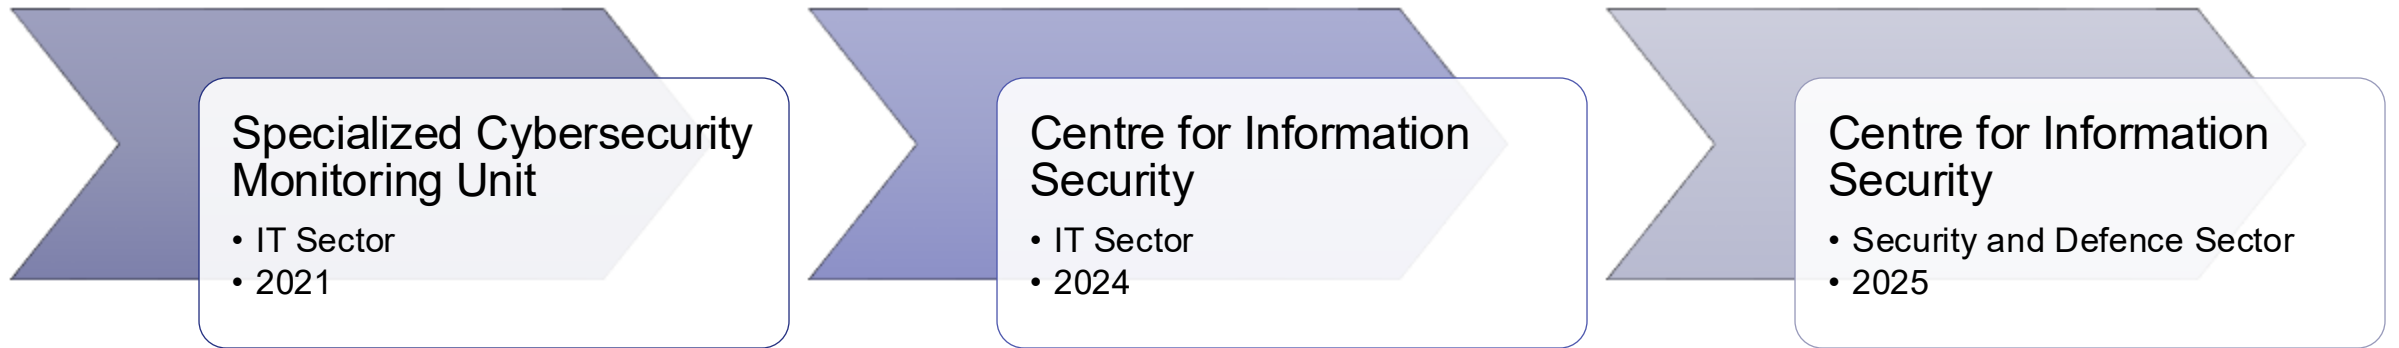 Specialized Cybersecurity
Monitoring Unit
• IT Sector
• 2021
Centre for Information
Security
• IT Sector
• 2024
Centre for Information
Security
• Security and Defence Sector
• 2025